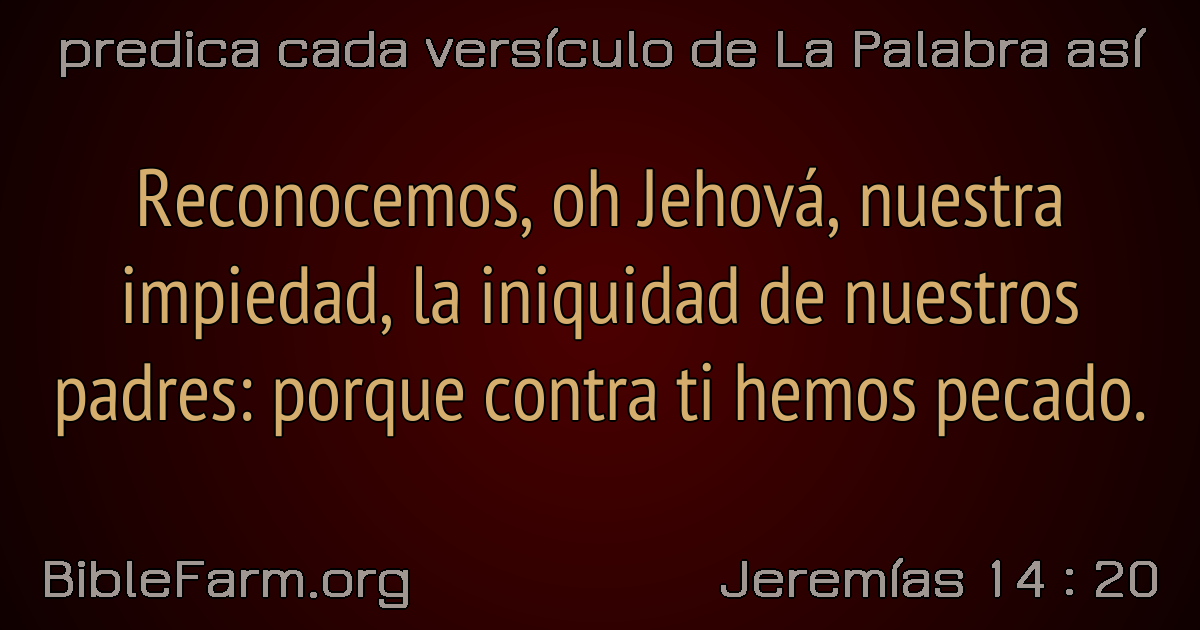 predica cada versículo de La Palabra así
Reconocemos, oh Jehová, nuestra
impiedad, la iniquidad de nuestros
padres: porque contra ti hemos pecado.
BibleFarm.org
Jeremías 14 : 20